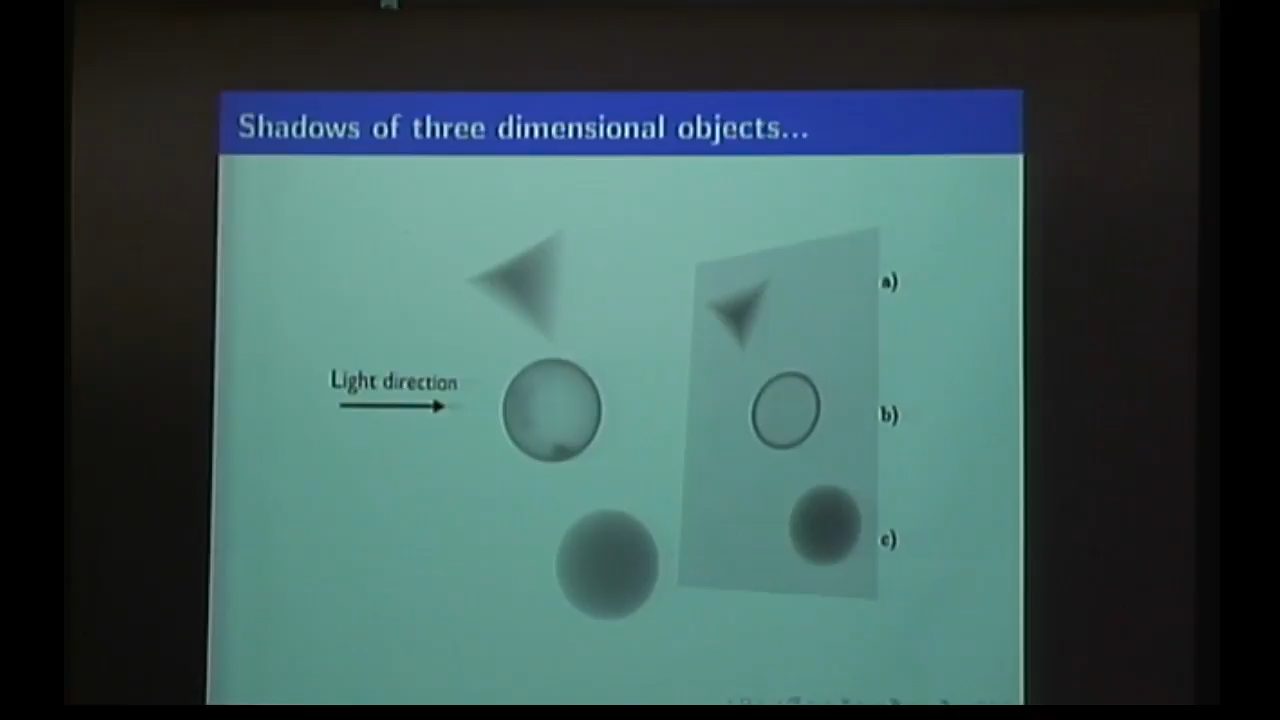 Shadows of three dimensional objects...
a)
Light direction
b)
c)